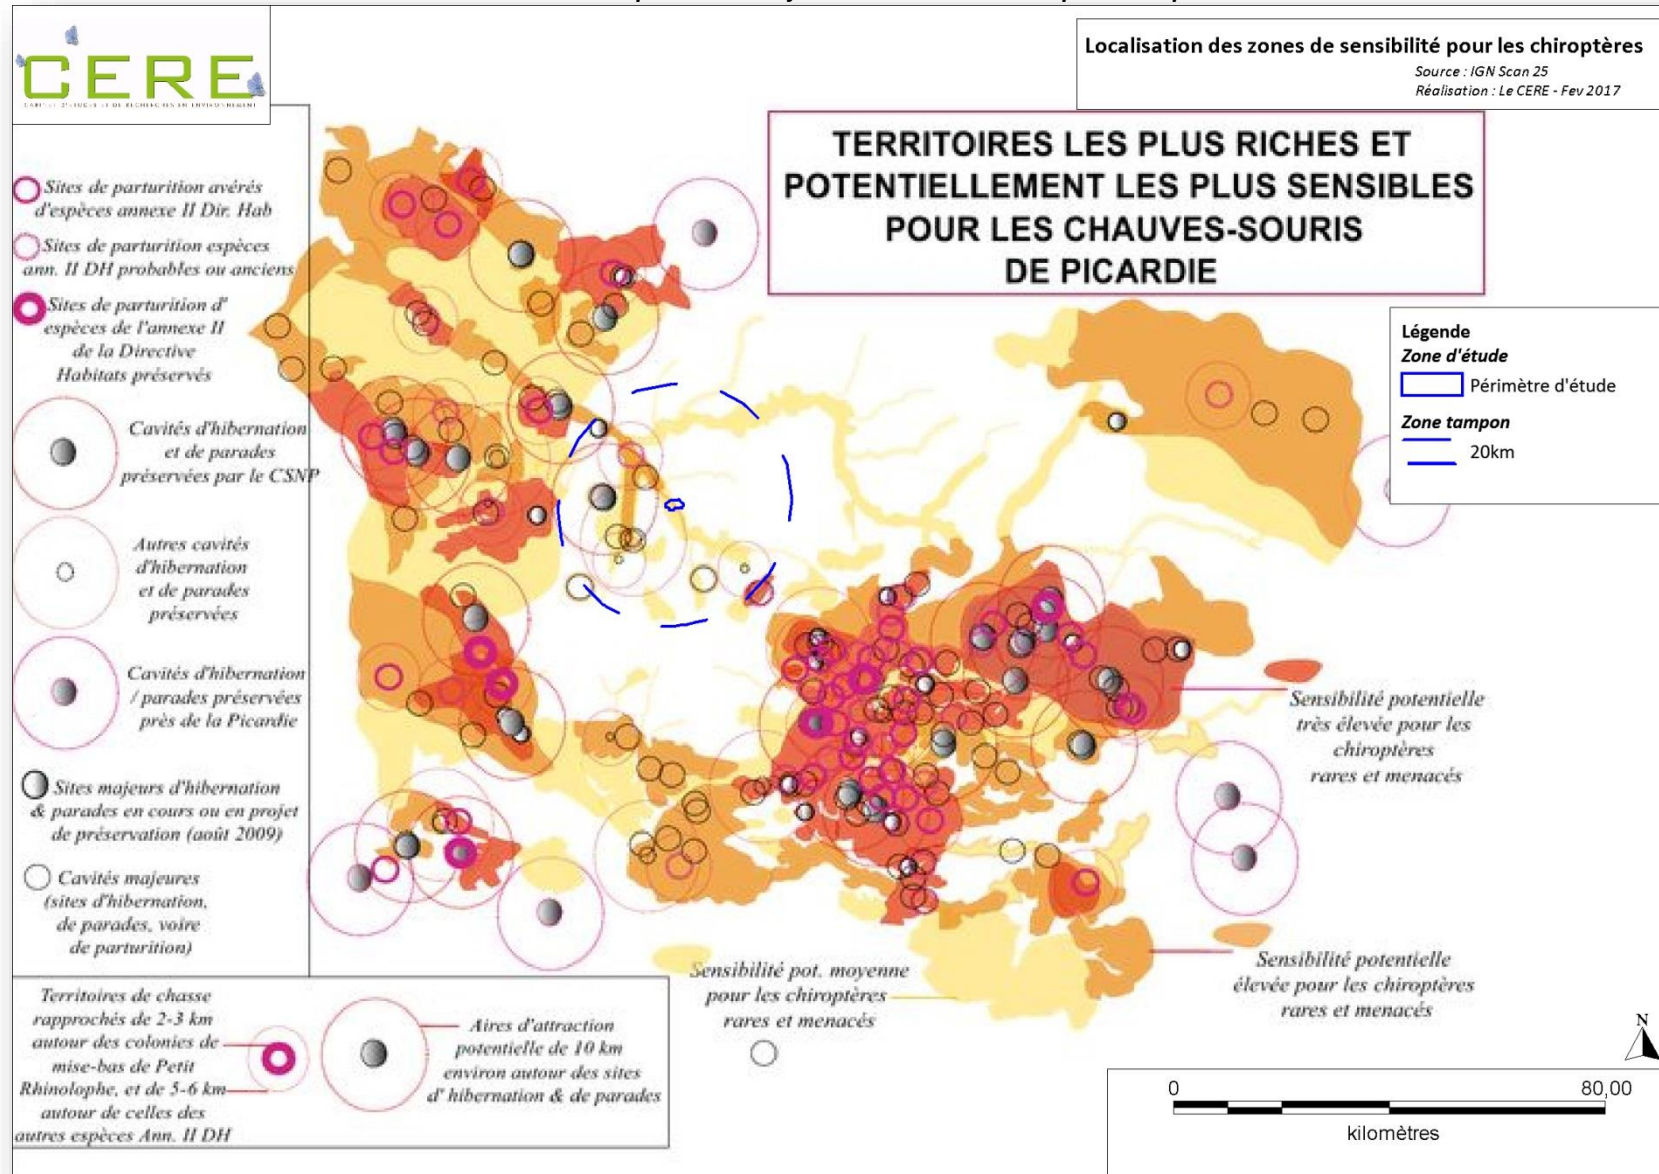 CERE
CABINET D'ETUDES ET DE RECHERCHES EN ENVIRONNEMENT
Localisation des zones de sensibilité pour les chiroptères
Source : IGN Scan 25
Réalisation : Le CERE - Fev 2017
TERRITOIRES LES PLUS RICHES ET
POTENTIELLEMENT LES PLUS SENSIBLES
POUR LES CHAUVES-SOURIS
DE PICARDIE
Sites de parturition avérés
d'espèces annexe II Dir. Hab
Sites de parturition espèces
ann. II DH probables ou anciens
Sites de parturition d'
espèces de l'annexe II
de la Directive
Habitats préservés
Cavités d'hibernation
et de parades
préservées par le CSNP
Autres cavités
d'hibernation
et de parades
préservées
Cavités d'hibernation
/ parades préservées
près de la Picardie
Sites majeurs d'hibernation
& parades en cours ou en projet
de préservation (août 2009)
Cavités majeures
(sites d'hibernation,
de parades, voire
de parturition)
Légende
Zone d'étude
Périmètre d'étude
Zone tampon
20km
Sensibilité potentielle
très élevée pour les
chiroptères
rares et menacés
Sensibilité potentielle
élevée pour les chiroptères
rares et menacés
Sensibilité pot. moyenne
pour les chiroptères
rares et menacés
Territoires de chasse
rapprochés de 2-3 km
autour des colonies de
mise-bas de Petit
Rhinolophe, et de 5-6 km
autour de celles des
autres espèces Ann. II DH
Aires d'attraction
potentielle de 10 km
environ autour des sites
d' hibernation & de parades
N
0
80,00
kilomètres